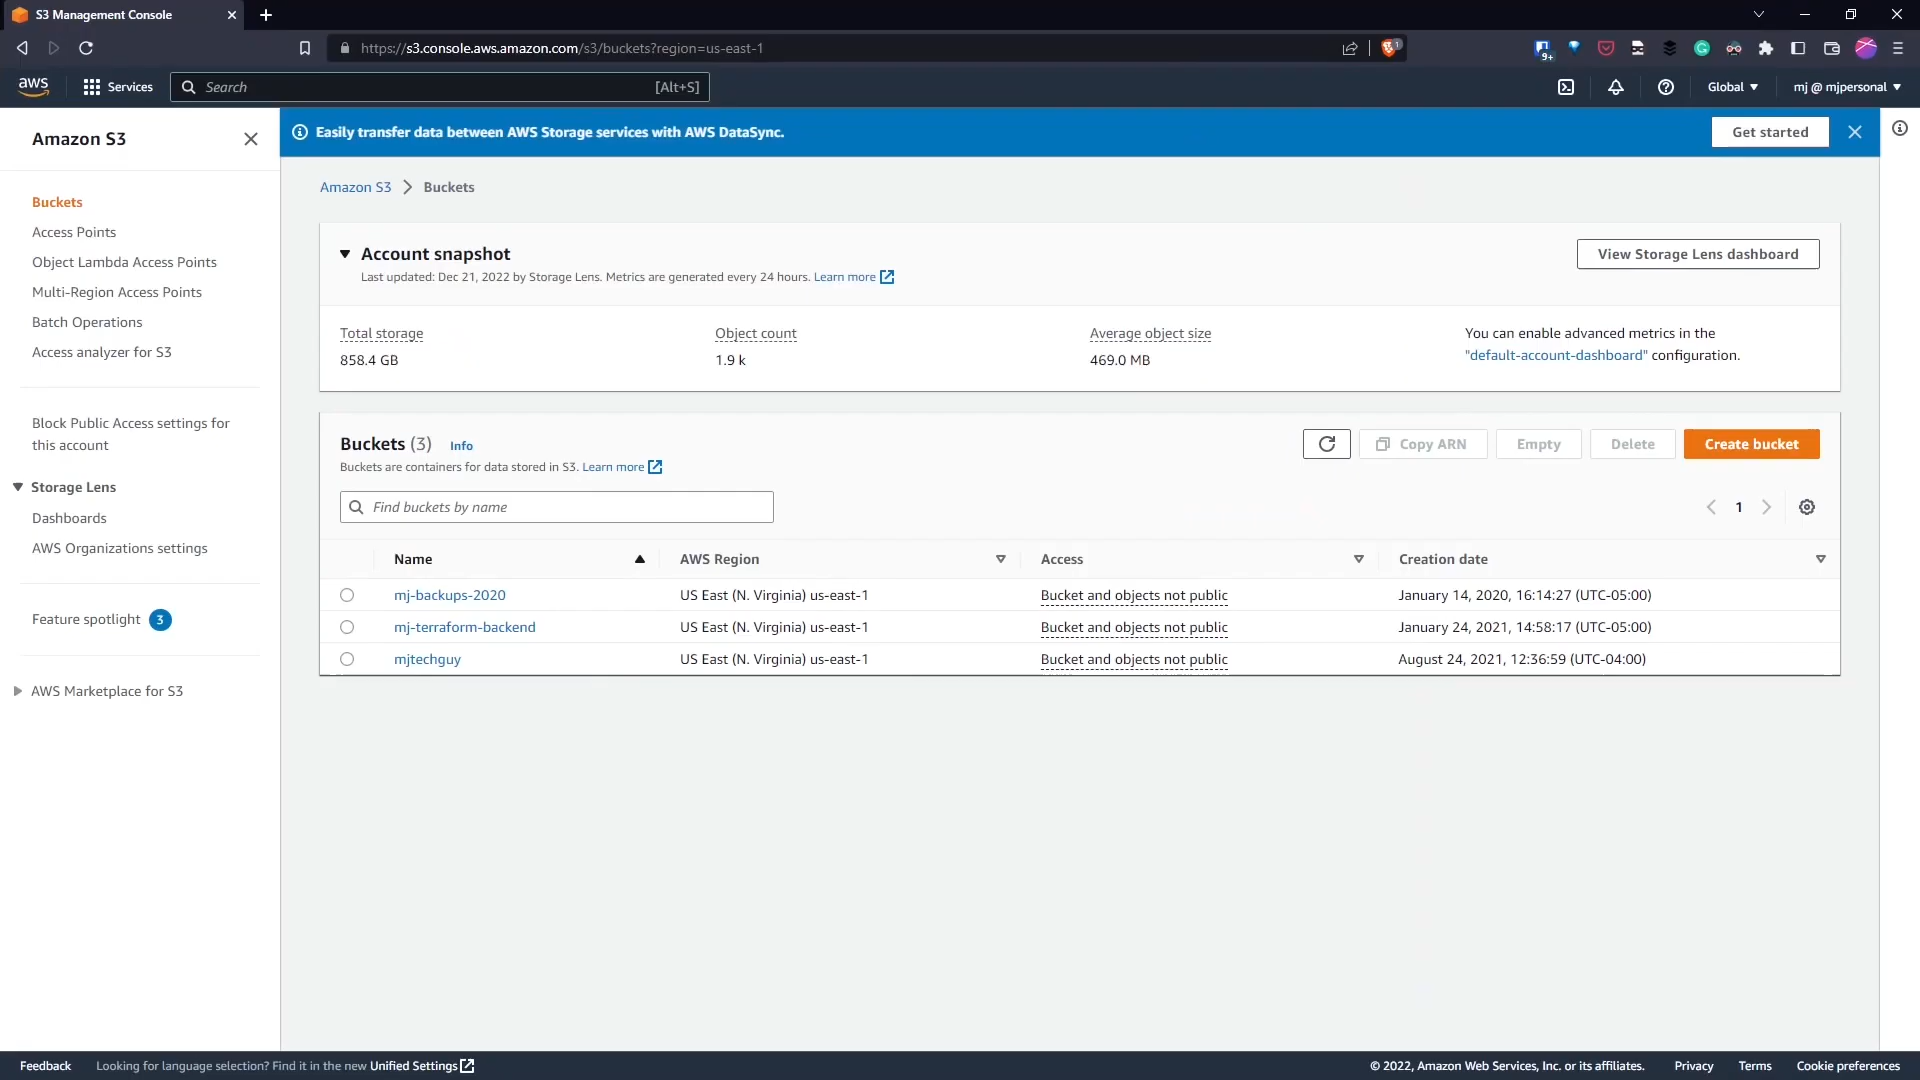 S3 Management Console
https://s3.console.aws.amazon.com/s3/buckets?region=us-east-1
1
9+
aws
Services
Search
[Alt+S]
Global
mj @ mjpersonal
Amazon S3
Buckets
Access Points
Object Lambda Access Points
Multi-Region Access Points
Batch Operations
Access analyzer for S3
Block Public Access settings for
this account
Storage Lens
Dashboards
AWS Organizations settings
Feature spotlight 3
AWS Marketplace for S3
Easily transfer data between AWS Storage services with AWS DataSync.
Get started
Amazon S3 > Buckets
Account snapshot
Last updated: Dec 21, 2022 by Storage Lens. Metrics are generated every 24 hours. Learn more
View Storage Lens dashboard
Total storage
858.4 GB
Object count
1.9 k
Average object size
469.0 MB
You can enable advanced metrics in the
"default-account-dashboard" configuration.
Buckets (3) Info
Buckets are containers for data stored in S3. Learn more
Copy ARN
Empty
Delete
Create bucket
Find buckets by name
1
Name AWS Region Access Creation date
mj-backups-2020 US East (N. Virginia) us-east-1 Bucket and objects not public January 14, 2020, 16:14:27 (UTC-05:00)
mj-terraform-backend US East (N. Virginia) us-east-1 Bucket and objects not public January 24, 2021, 14:58:17 (UTC-05:00)
mjtechguy US East (N. Virginia) us-east-1 Bucket and objects not public August 24, 2021, 12:36:59 (UTC-04:00)
Feedback Looking for language selection? Find it in the new Unified Settings © 2022, Amazon Web Services, Inc. or its affiliates. Privacy Terms Cookie preferences